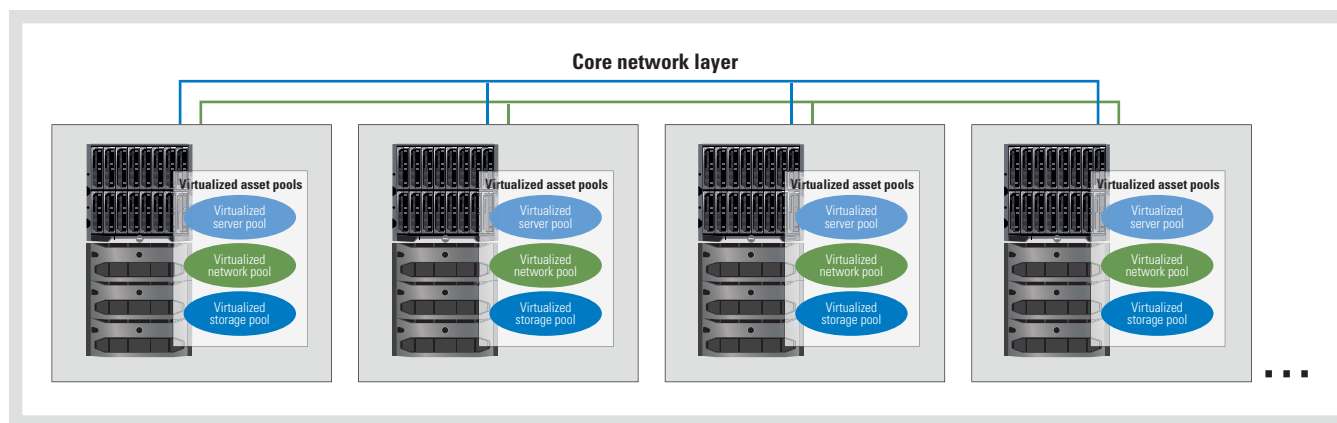 Core network layer
Virtualized asset pools
Virtualized
server pool
Virtualized
network pool
Virtualized
storage pool
Virtualized asset pools
Virtualized
server pool
Virtualized
network pool
Virtualized
storage pool
Virtualized asset pools
Virtualized
server pool
Virtualized
network pool
Virtualized
storage pool
Virtualized asset pools
Virtualized
server pool
Virtualized
network pool
Virtualized
storage pool
...